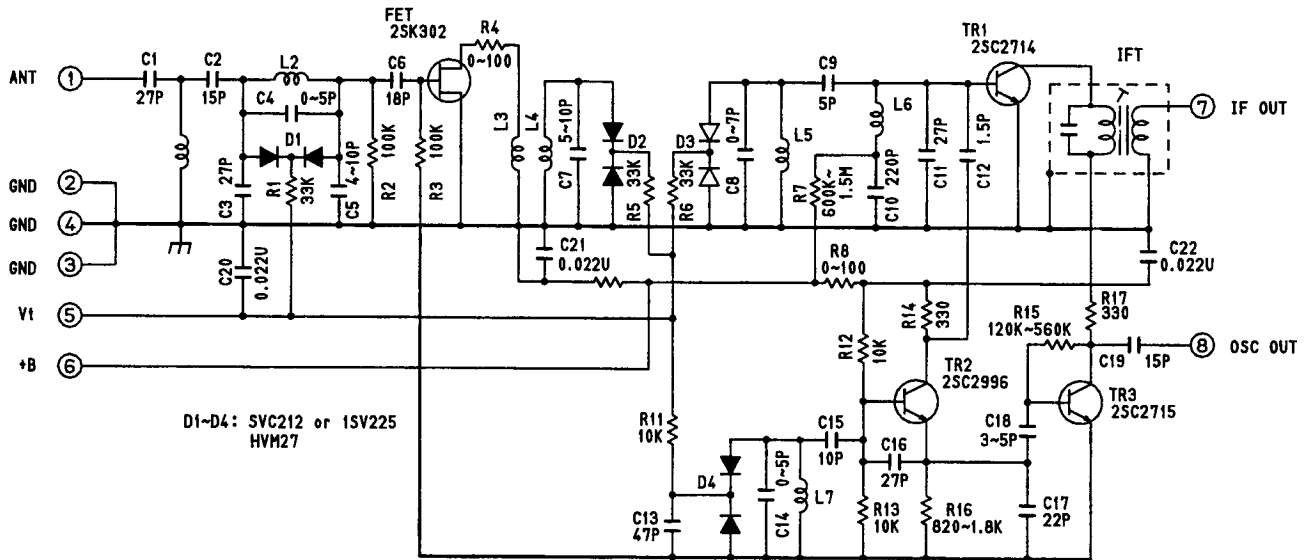 FET
2SK302
R4
0~100
TR1
2SC2714
IFT
C1
27P
C2
15P
L2
C4
0~5P
C6
18P
C9
5P
L6
ANT
1
7
IF OUT
D1
27P
C3
R1
33K
4~10P
C5
100K
R2
100K
R3
L3
L4
5~10P
C7
D2
33K
R5
D3
33K
R6
0~7P
C8
L5
R7
600K~
1.5M
220P
C10
27P
C11
1.5P
C12
GND
2
GND
4
GND
3
C20
0.022U
C21
0.022U
R8
0~100
C22
0.022U
Vt
5
+B
6
R12
10K
R14
330
R15
120K~560K
R17
330
C19
15P
8
OSC OUT
TR2
2SC2996
TR3
2SC2715
D1~D4: SVC212 or 1SV225
HVM27
R11
10K
C15
10P
C16
27P
C18
3~5P
D4
0~5P
C14
L7
C13
47P
R13
10K
R16
820~1.8K
C17
22P